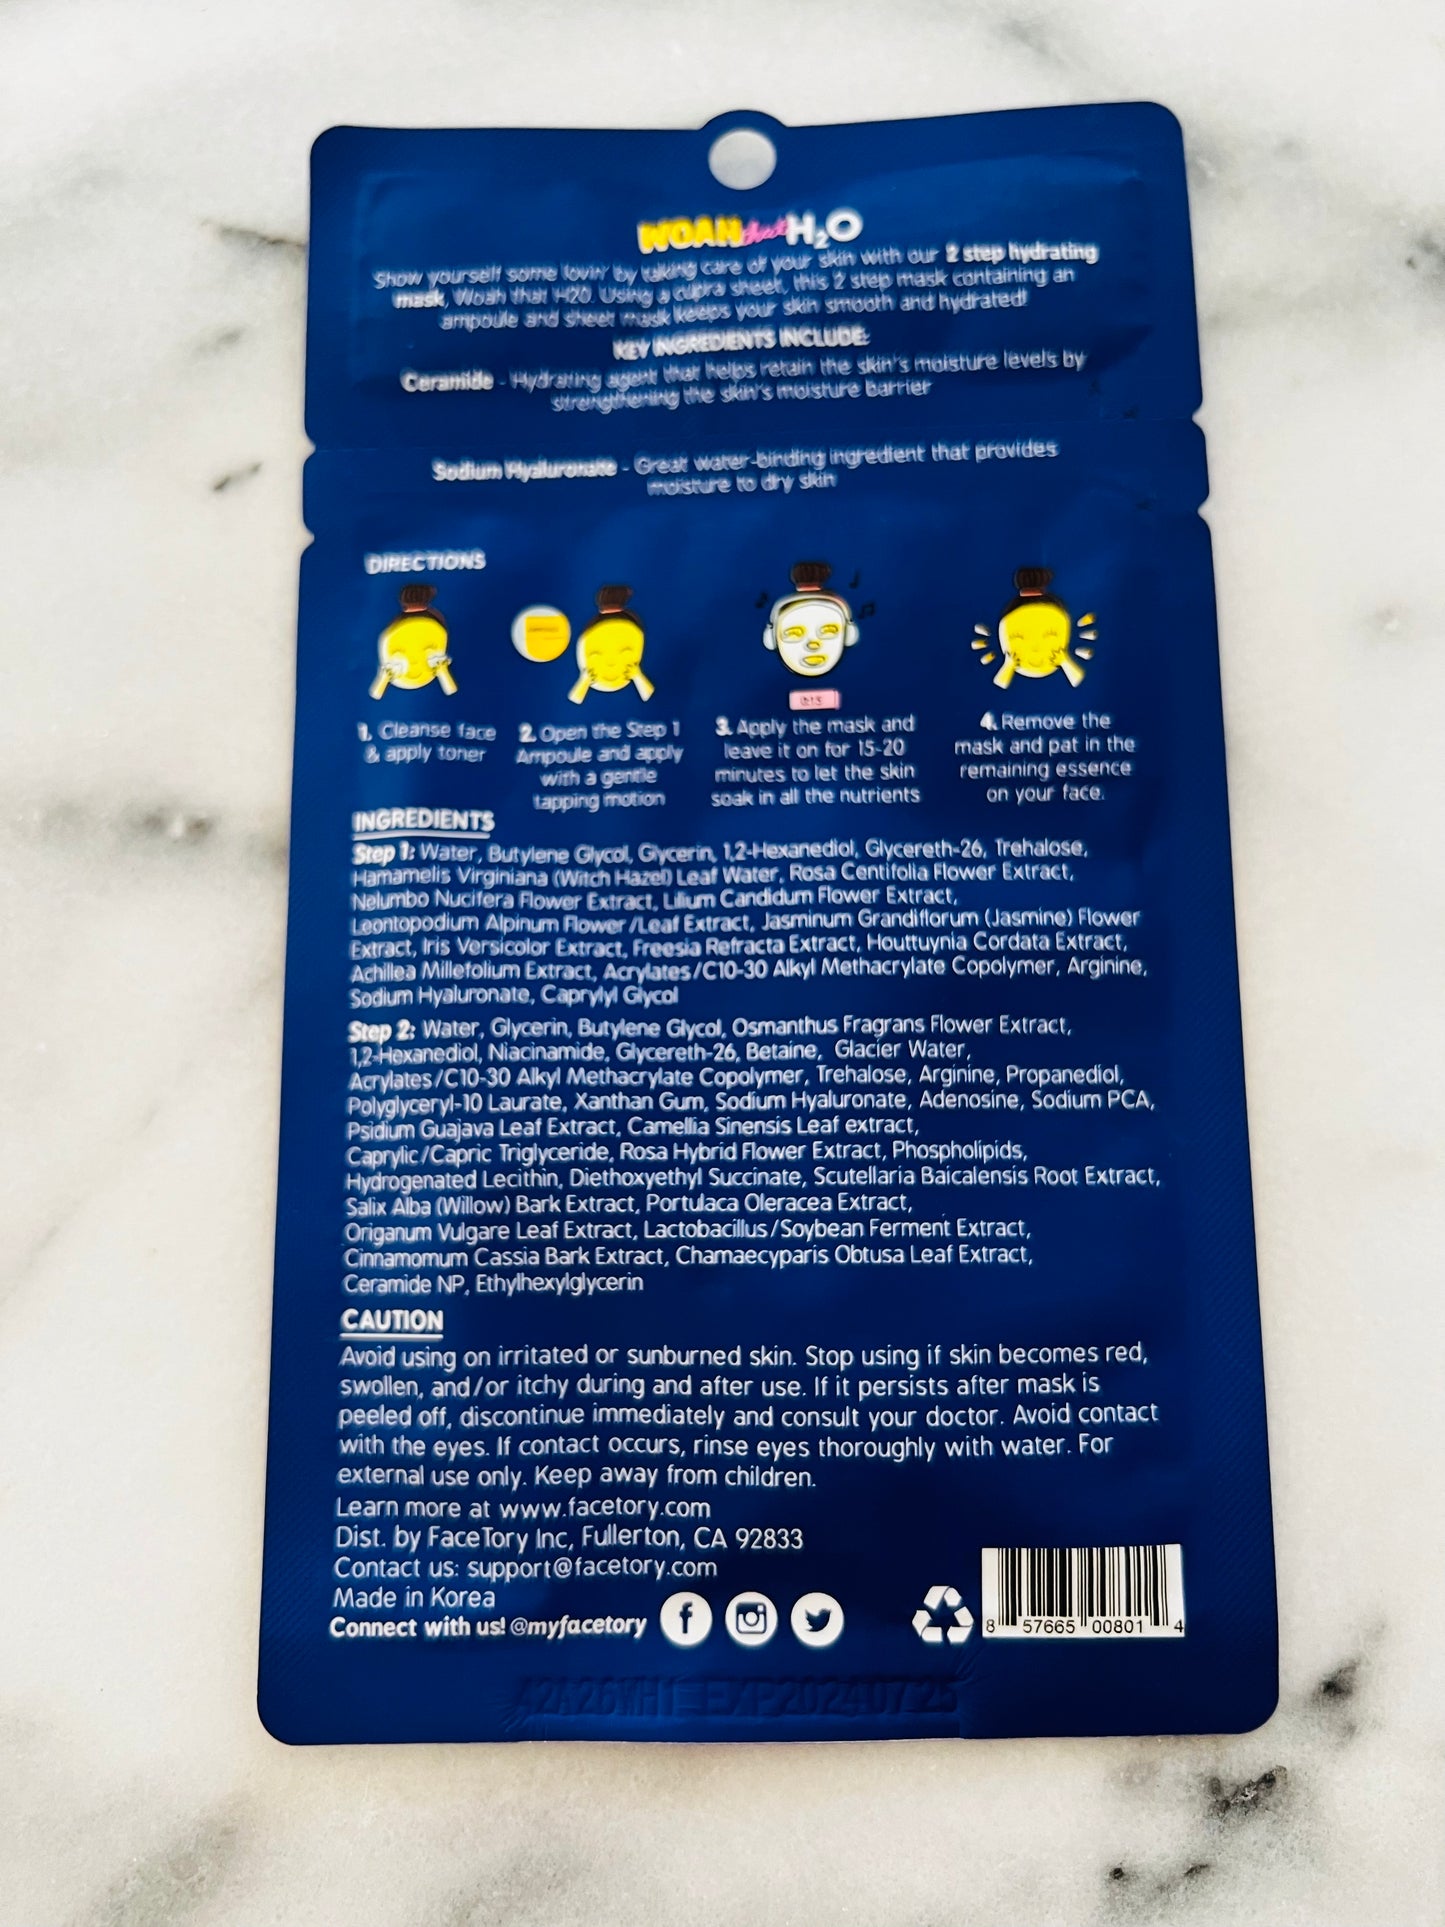 WOAH that H₂O
Show yourself some lovin' by taking care of your skin with our 2 step hydrating
mask, Woah that H2O. Using a cupra sheet, this 2 step mask containing an
ampoule and sheet mask keeps your skin smooth and hydrated!
KEY INGREDIENTS INCLUDE:
Ceramide - Hydrating agent that helps retain the skin's moisture levels by
strengthening the skin's moisture barrier
Sodium Hyaluronate - Great water-binding ingredient that provides
moisture to dry skin
DIRECTIONS
1. Cleanse face
& apply toner
2. Open the Step 1
Ampoule and apply
with a gentle
tapping motion
0:15
3. Apply the mask and
leave it on for 15-20
minutes to let the skin
soak in all the nutrients
4. Remove the
mask and pat in the
remaining essence
on your face.
INGREDIENTS
Step 1: Water, Butylene Glycol, Glycerin, 1,2-Hexanediol, Glycereth-26, Trehalose,
Hamamelis Virginiana (Witch Hazel) Leaf Water, Rosa Centifolia Flower Extract,
Nelumbo Nucifera Flower Extract, Lilium Candidum Flower Extract,
Leontopodium Alpinum Flower/Leaf Extract, Jasminum Grandiflorum (Jasmine) Flower
Extract, Iris Versicolor Extract, Freesia Refracta Extract, Houttuynia Cordata Extract,
Achillea Millefolium Extract, Acrylates/C10-30 Alkyl Methacrylate Copolymer, Arginine,
Sodium Hyaluronate, Caprylyl Glycol
Step 2: Water, Glycerin, Butylene Glycol, Osmanthus Fragrans Flower Extract,
1,2-Hexanediol, Niacinamide, Glycereth-26, Betaine, Glacier Water,
Acrylates/C10-30 Alkyl Methacrylate Copolymer, Trehalose, Arginine, Propanediol,
Polyglyceryl-10 Laurate, Xanthan Gum, Sodium Hyaluronate, Adenosine, Sodium PCA,
Psidium Guajava Leaf Extract, Camellia Sinensis Leaf extract,
Caprylic/Capric Triglyceride, Rosa Hybrid Flower Extract, Phospholipids,
Hydrogenated Lecithin, Diethoxyethyl Succinate, Scutellaria Baicalensis Root Extract,
Salix Alba (Willow) Bark Extract, Portulaca Oleracea Extract,
Origanum Vulgare Leaf Extract, Lactobacillus/Soybean Ferment Extract,
Cinnamomum Cassia Bark Extract, Chamaecyparis Obtusa Leaf Extract,
Ceramide NP, Ethylhexylglycerin
CAUTION
Avoid using on irritated or sunburned skin. Stop using if skin becomes red,
swollen, and/or itchy during and after use. If it persists after mask is
peeled off, discontinue immediately and consult your doctor. Avoid contact
with the eyes. If contact occurs, rinse eyes thoroughly with water. For
external use only. Keep away from children.
Learn more at www.facetory.com
Dist. by FaceTory Inc, Fullerton, CA 92833
Contact us: support@facetory.com
Made in Korea
Connect with us! @myfacetory
8 57665 00801 4
EXP20240725